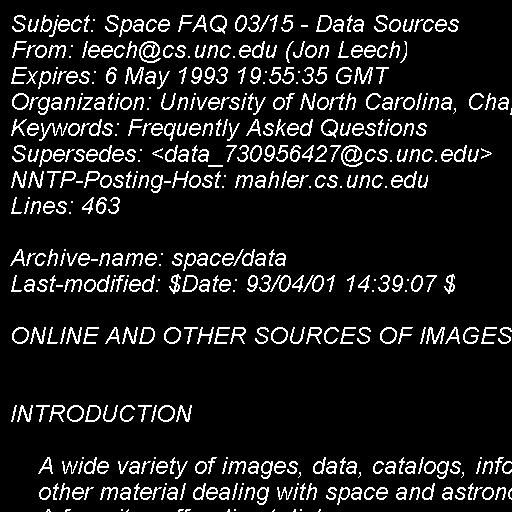 Subject: Space FAQ 03/15 - Data Sources
From: leech@cs.unc.edu (Jon Leech)
Expires: 6 May 1993 19:55:35 GMT
Organization: University of North Carolina, Cha
Keywords: Frequently Asked Questions
Supersedes: <data_730956427@cs.unc.edu>
NNTP-Posting-Host: mahler.cs.unc.edu
Lines: 463

Archive-name: space/data
Last-modified: $Date: 93/04/01 14:39:07 $

ONLINE AND OTHER SOURCES OF IMAGES

INTRODUCTION

A wide variety of images, data, catalogs, info
other material dealing with space and astrono